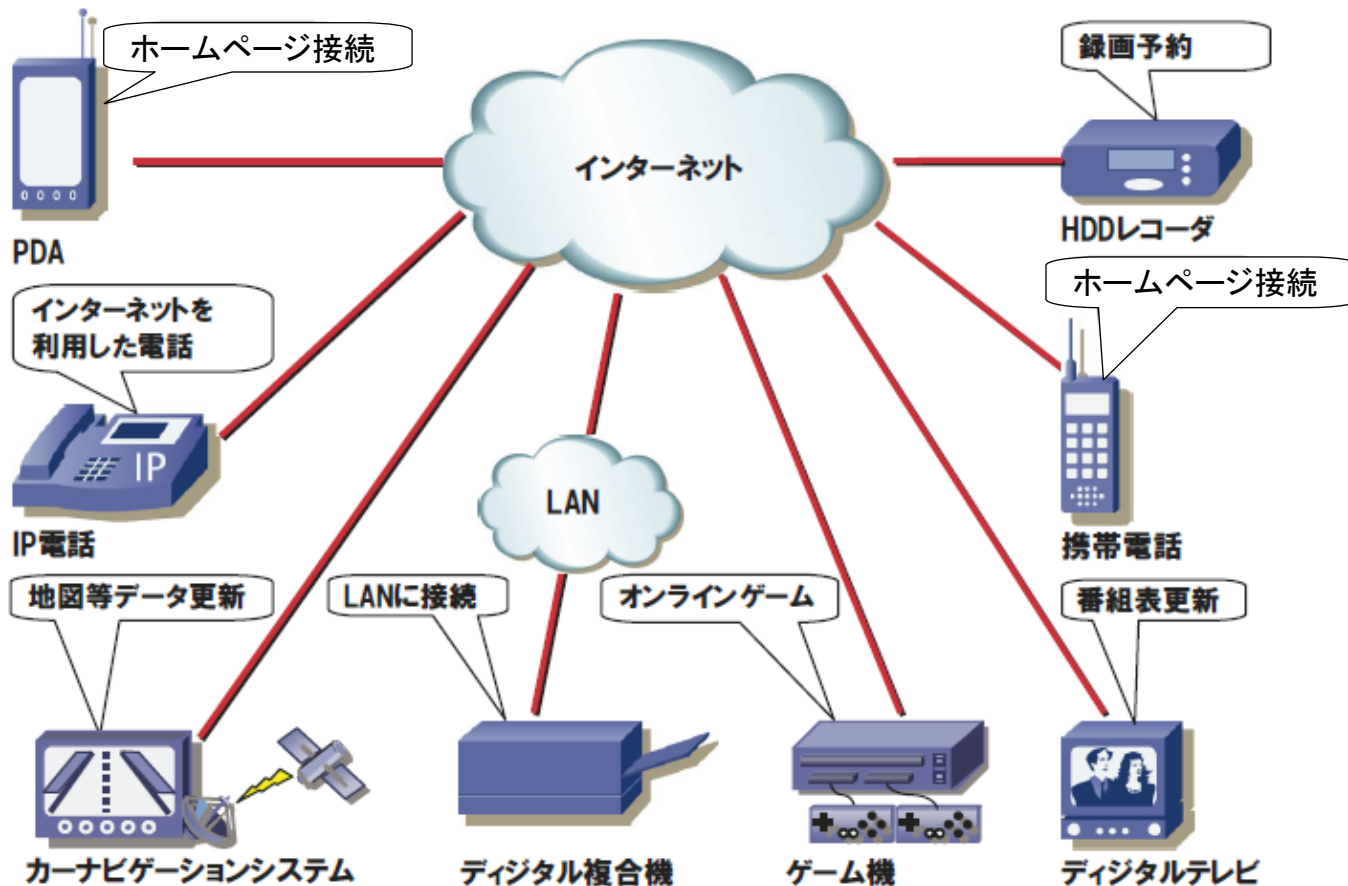 ホームページ接続
録画予約
インターネット
PDA
HDDレコーダ
インターネットを
利用した電話
ホームページ接続
IP
LAN
IP電話
携帯電話
地図等データ更新
LANに接続
オンラインゲーム
番組表更新
カーナビゲーションシステム
ディジタル複合機
ゲーム機
ディジタルテレビ